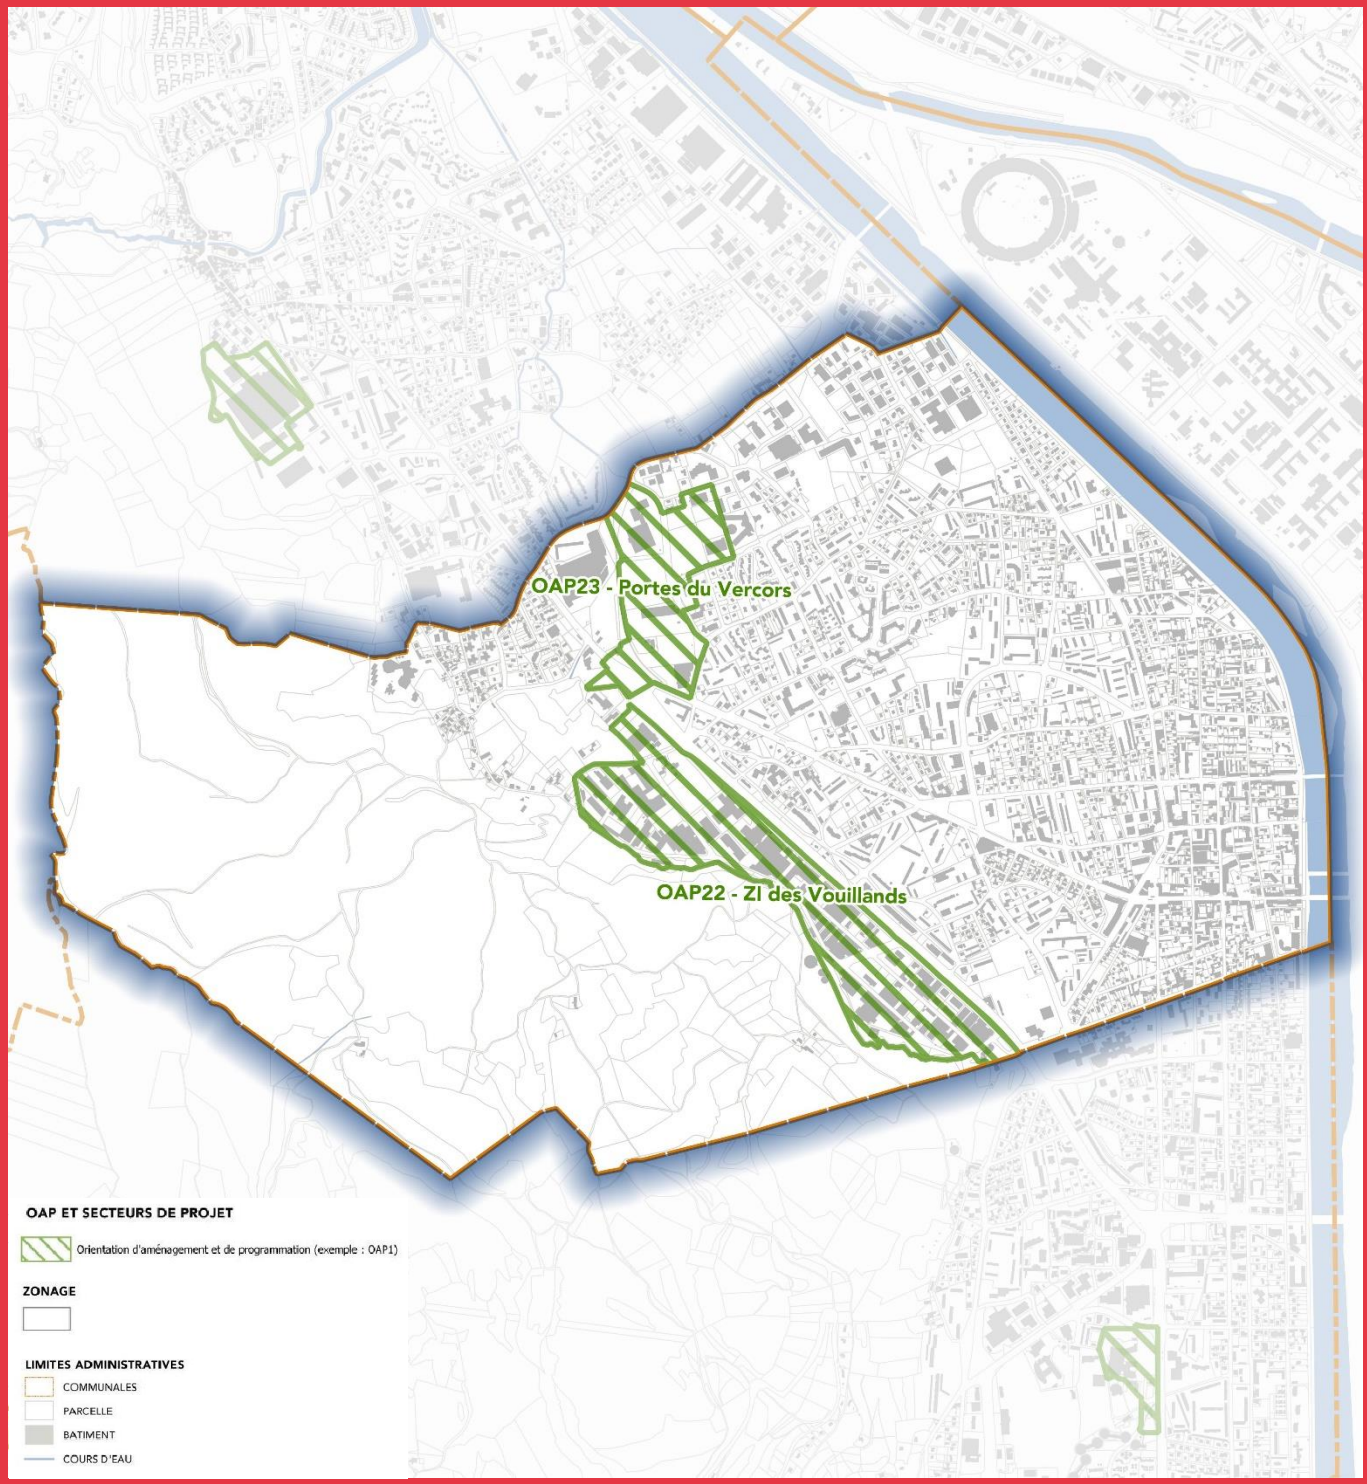 OAP23 - Portes du Vercors
OAP22 - ZI des Vouillands
OAP ET SECTEURS DE PROJET
Orientation d'aménagement et de programmation (exemple : OAP1)
ZONAGE
LIMITES ADMINISTRATIVES
COMMUNALES
PARCELLE
BATIMENT
COURS D'EAU